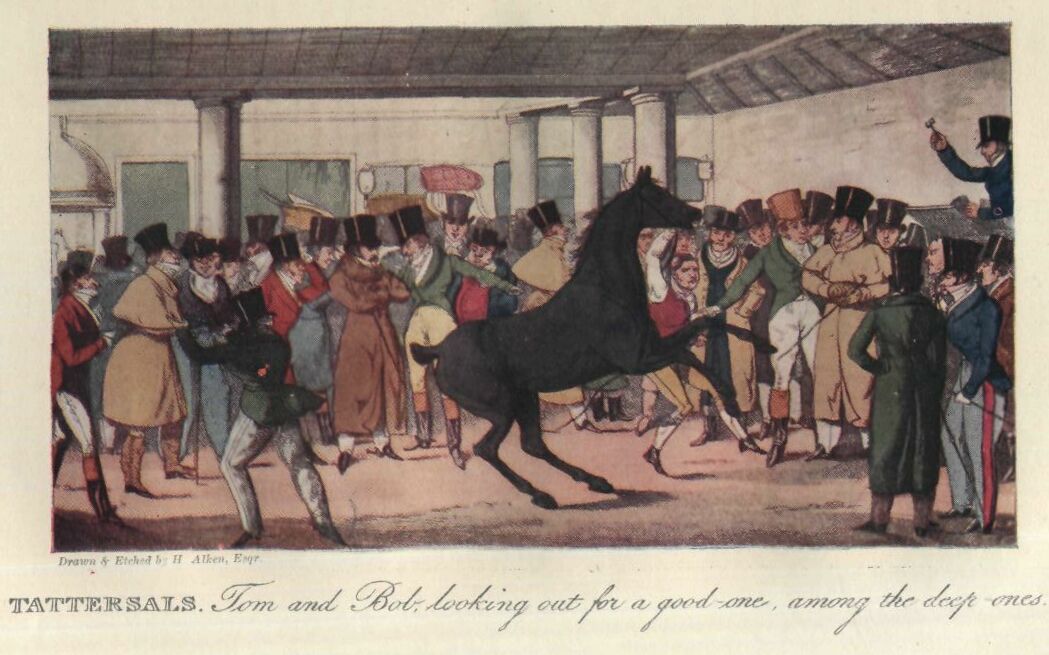 Drawn & Etched by H Alken, Esqr.
TATTERSALS. Tom and Bob, looking out for a good one, among the deep ones.